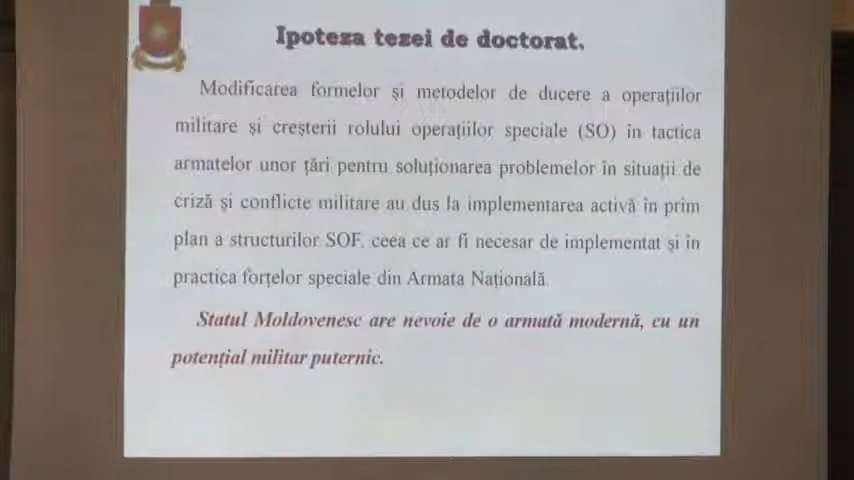 Ipoteza tezei de doctorat.
Modificarea formelor și metodelor de ducere a operațiilor
militare și creșterii rolului operațiilor speciale (SO) în tactica
armatelor unor țări pentru soluționarea problemelor în situații de
criză și conflicte militare au dus la implementarea activă în prim
plan a structurilor SOF, ceea ce ar fi necesar de implementat și în
practica forțelor speciale din Armata Națională.
Statul Moldovenesc are nevoie de o armată modernă, cu un
potențial militar puternic.